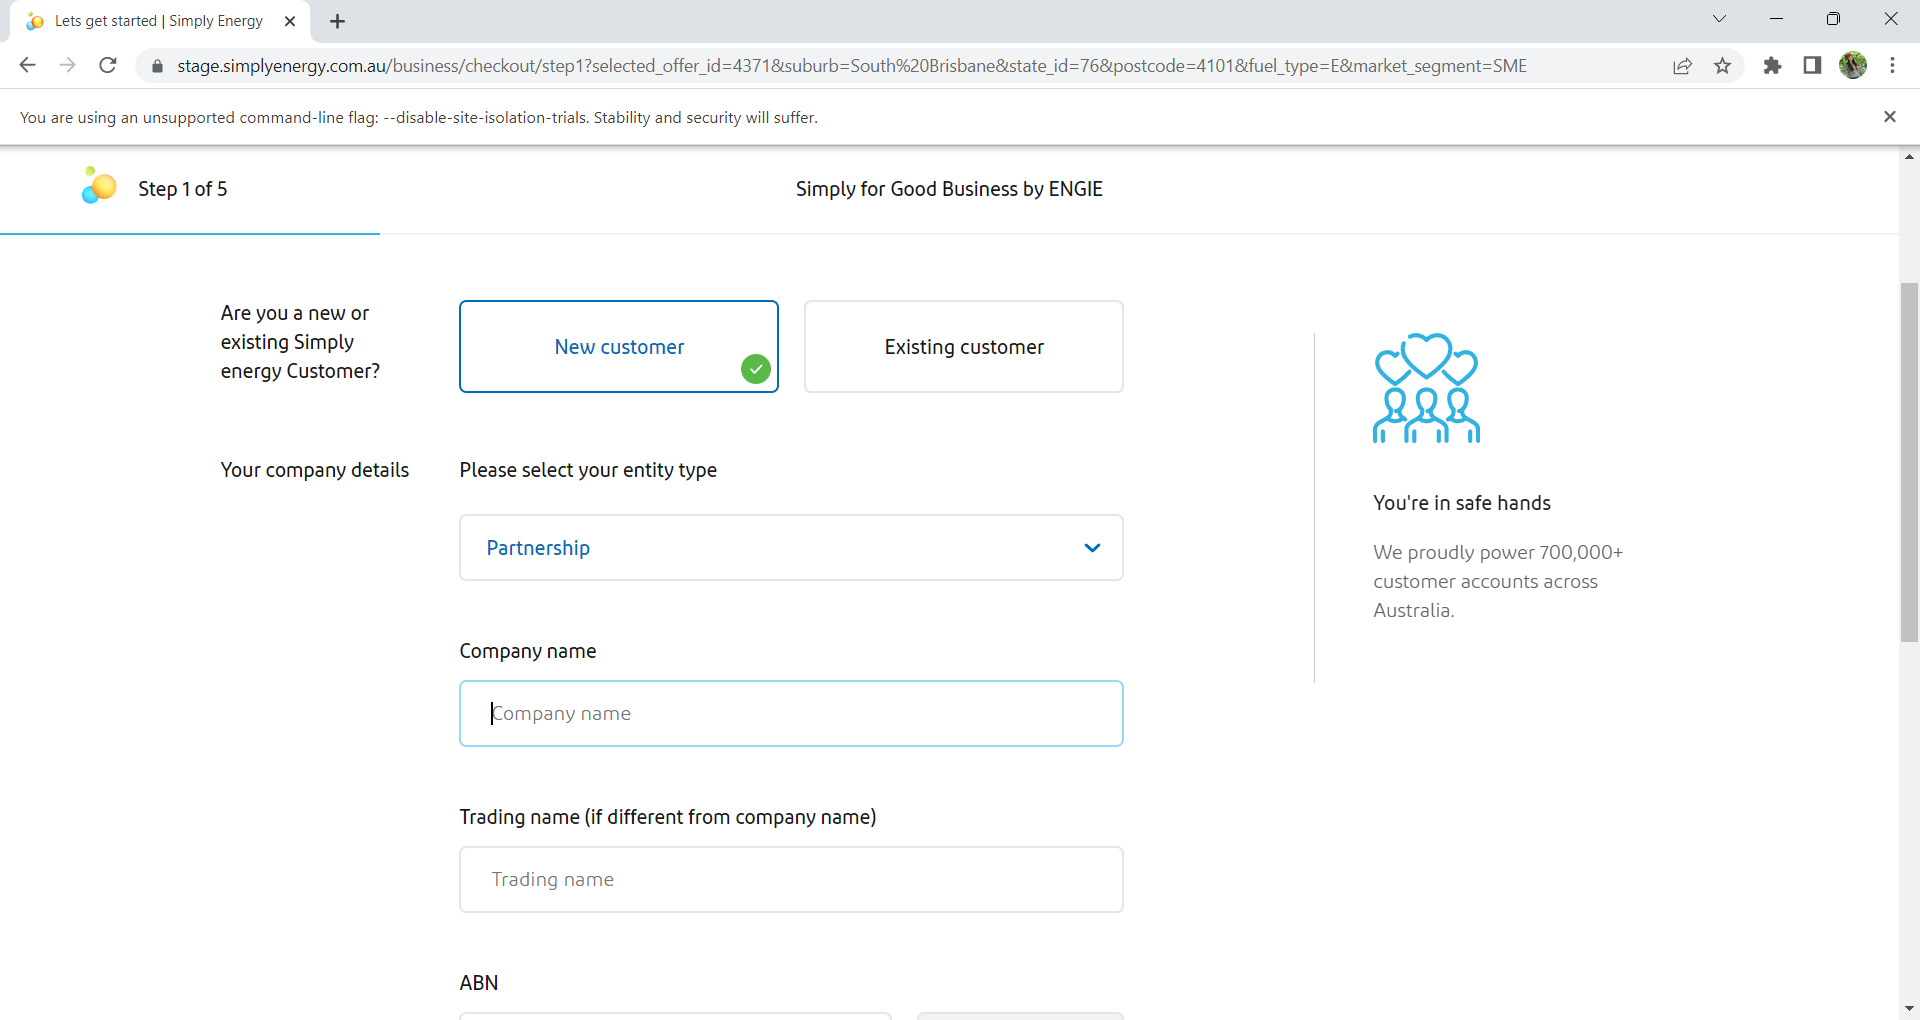 Lets get started | Simply Energy
stage.simplyenergy.com.au/business/checkout/step1?selected_offer_id=4371&suburb=South%20Brisbane&state_id=76&postcode=4101&fuel_type=E&market_segment=SME
You are using an unsupported command-line flag: --disable-site-isolation-trials. Stability and security will suffer.
Step 1 of 5
Simply for Good Business by ENGIE
Are you a new or
existing Simply
energy Customer?
New customer
Existing customer
Your company details
Please select your entity type
Partnership
Company name
Company name
Trading name (if different from company name)
Trading name
ABN
You're in safe hands
We proudly power 700,000+
customer accounts across
Australia.